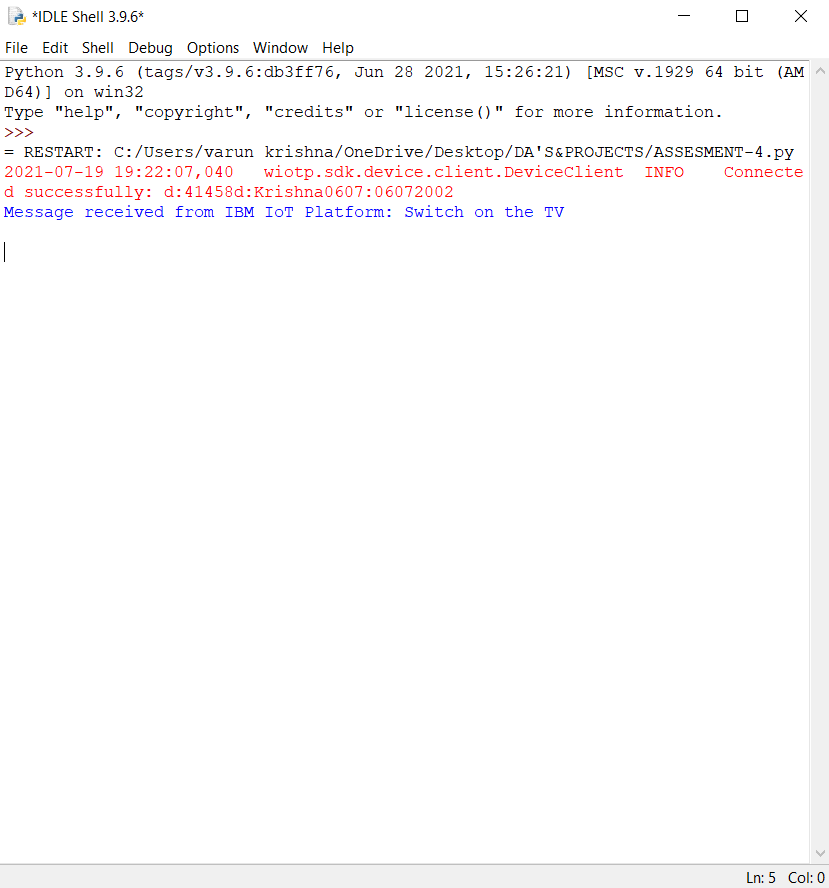 *IDLE Shell 3.9.6*
File Edit Shell Debug Options Window Help
Python 3.9.6 (tags/v3.9.6:db3ff76, Jun 28 2021, 15:26:21) [MSC v.1929 64 bit (AM
D64)] on win32
Type "help", "copyright", "credits" or "license()" for more information.
>>>
= RESTART: C:/Users/varun krishna/OneDrive/Desktop/DA'S&PROJECTS/ASSESMENT-4.py
2021-07-19 19:22:07,040   wiotp.sdk.device.client.DeviceClient  INFO    Connecte
d successfully: d:41458d:Krishna0607:06072002
Message received from IBM IoT Platform: Switch on the TV
Ln: 5 Col: 0